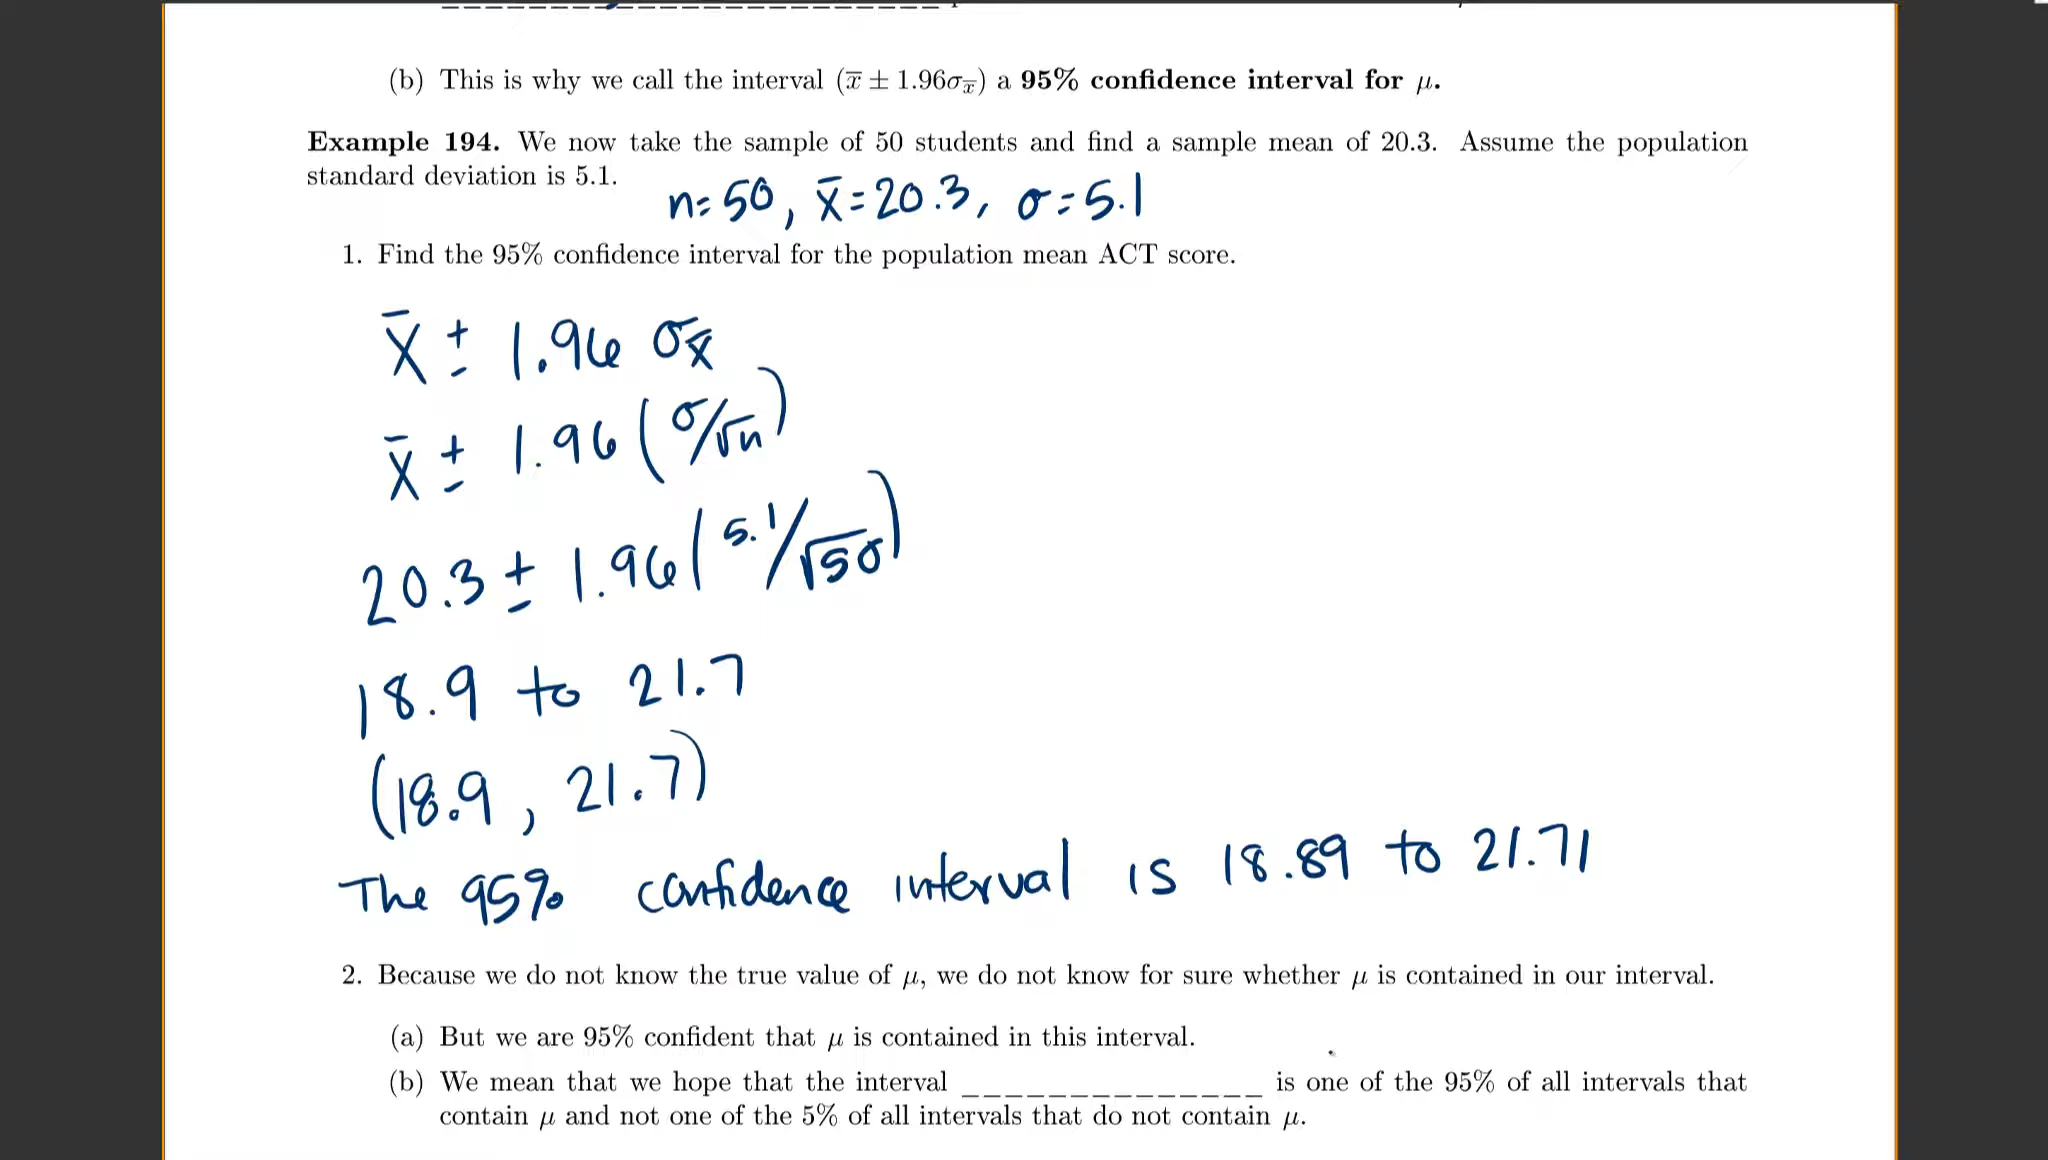 (b) This is why we call the interval (x̅ ± 1.96σx̅) a 95% confidence interval for μ.
Example 194. We now take the sample of 50 students and find a sample mean of 20.3. Assume the population
standard deviation is 5.1.
n=50, x̅=20.3, σ=5.1
1. Find the 95% confidence interval for the population mean ACT score.
x̅ ± 1.96 σx̅
x̅ ± 1.96 (σ/√n)
20.3 ± 1.96 (5.1/√50)
18.9 to 21.7
(18.9, 21.7)
The 95% confidence interval is 18.89 to 21.71
2. Because we do not know the true value of μ, we do not know for sure whether μ is contained in our interval.
(a) But we are 95% confident that μ is contained in this interval.
(b) We mean that we hope that the interval ______________ is one of the 95% of all intervals that
contain μ and not one of the 5% of all intervals that do not contain μ.